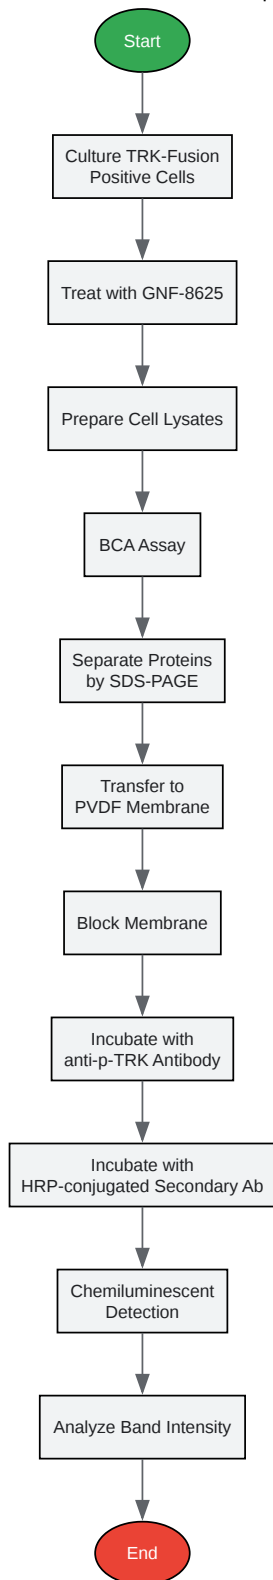 Start
Culture TRK-Fusion
Positive Cells
Treat with GNF-8625
Prepare Cell Lysates
BCA Assay
Separate Proteins
by SDS-PAGE
Transfer to
PVDF Membrane
Block Membrane
Incubate with
anti-p-TRK Antibody
Incubate with
HRP-conjugated Secondary Ab
Chemiluminescent
Detection
Analyze Band Intensity
End